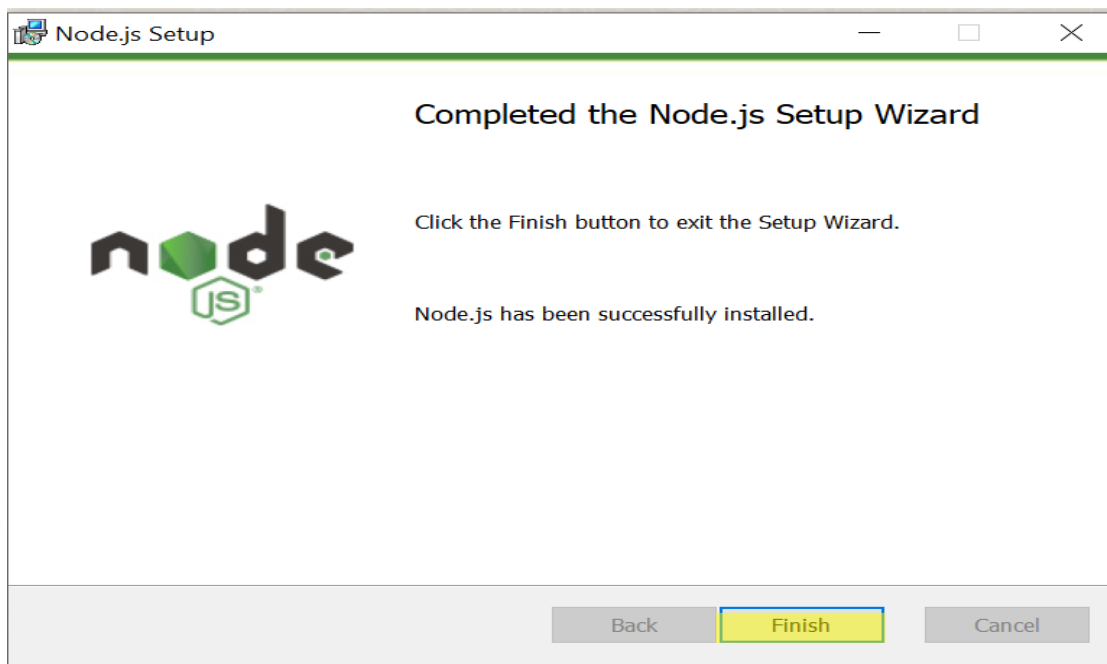 Node.js Setup
Completed the Node.js Setup Wizard
Click the Finish button to exit the Setup Wizard.
node
JS®
Node.js has been successfully installed.
Back
Finish
Cancel